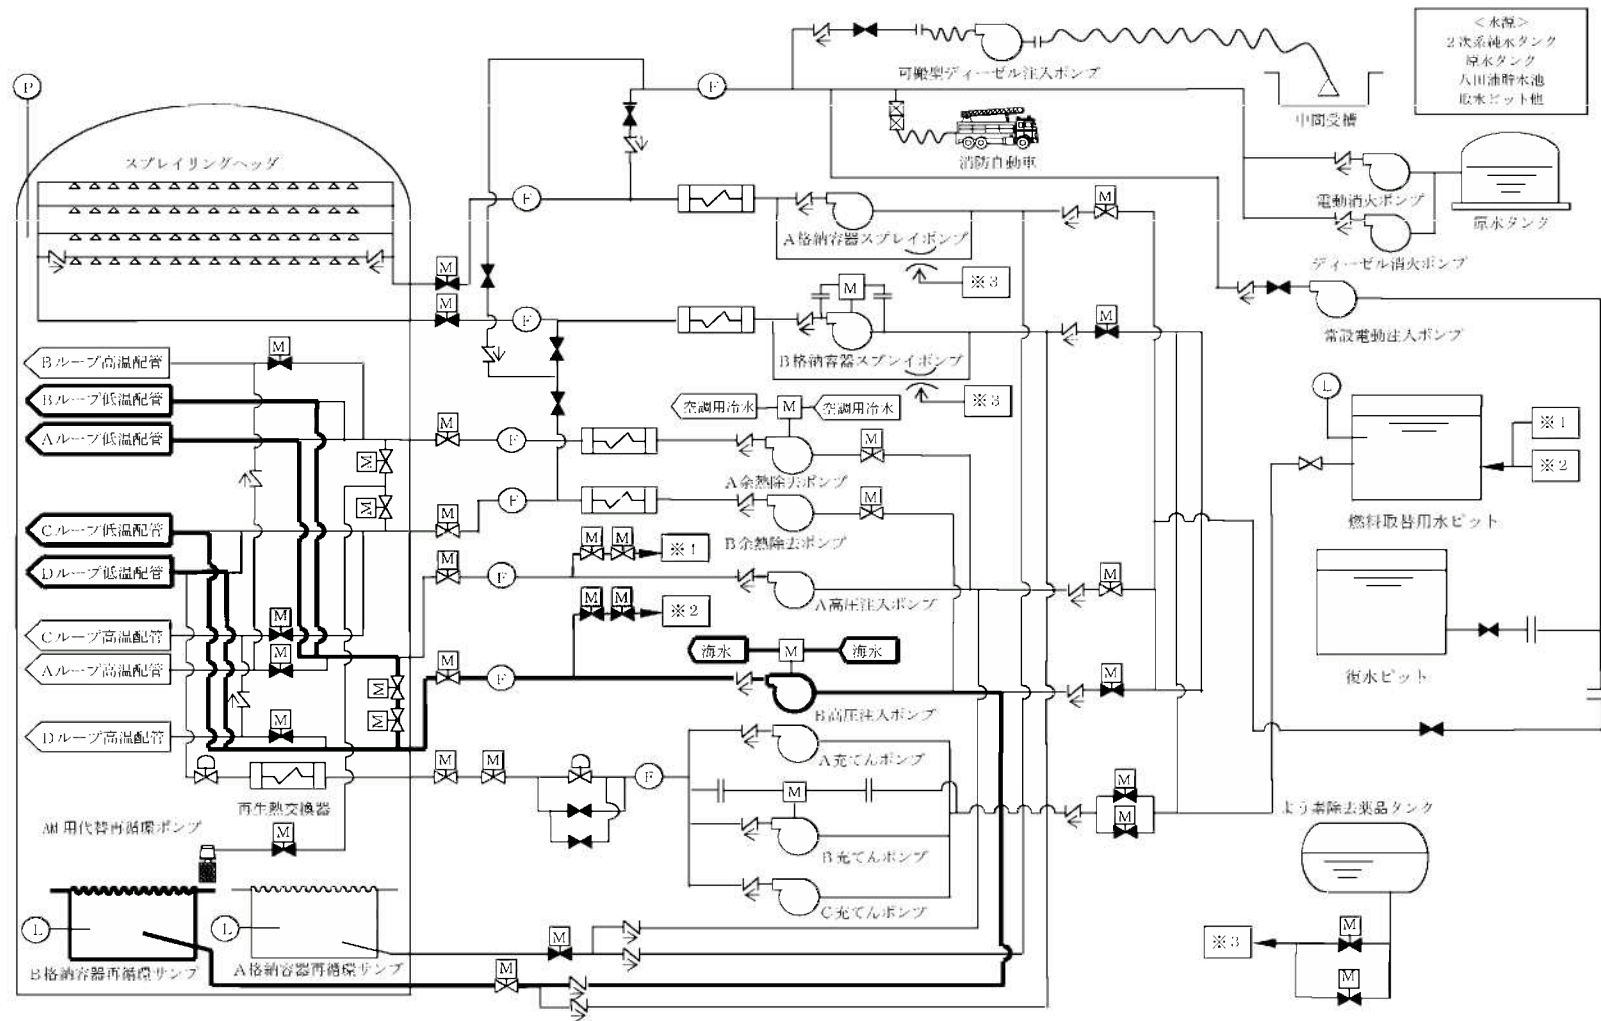 <水源>
2次系純水タンク
原水タンク
八田浦貯水池
取水ピット他
P
F
可搬型ディーゼル注入ポンプ
中間受槽
消防自動車
スプレイリングヘッダ
電動消火ポンプ
原水タンク
ディーゼル消火ポンプ
F
A格納容器スプレイポンプ
※3
M
M
M
M
F
M
M
常設電動注入ポンプ
B格納容器スプレイポンプ
※3
Bループ高温配管
M
Bループ低温配管
Aループ低温配管
空調用冷水
M
空調用冷水
L
※1
※2
M
F
M
M
A余熱除去ポンプ
燃料取替用水ピット
M
M
F
M
B余熱除去ポンプ
Cループ低温配管
Dループ低温配管
M
M
※1
M
F
A高圧注入ポンプ
M
M
M
※2
Cループ高温配管
M
Aループ高温配管
M
海水
M
海水
復水ピット
M
M
M
F
B高圧注入ポンプ
M
Dループ高温配管
M
再生熱交換器
M
M
F
A充てんポンプ
M
B充てんポンプ
C充てんポンプ
M
M
よう素除去薬品タンク
AM用代替再循環ポンプ
M
L
L
B格納容器再循環サンプ
A格納容器再循環サンプ
M
M
※3
M
M